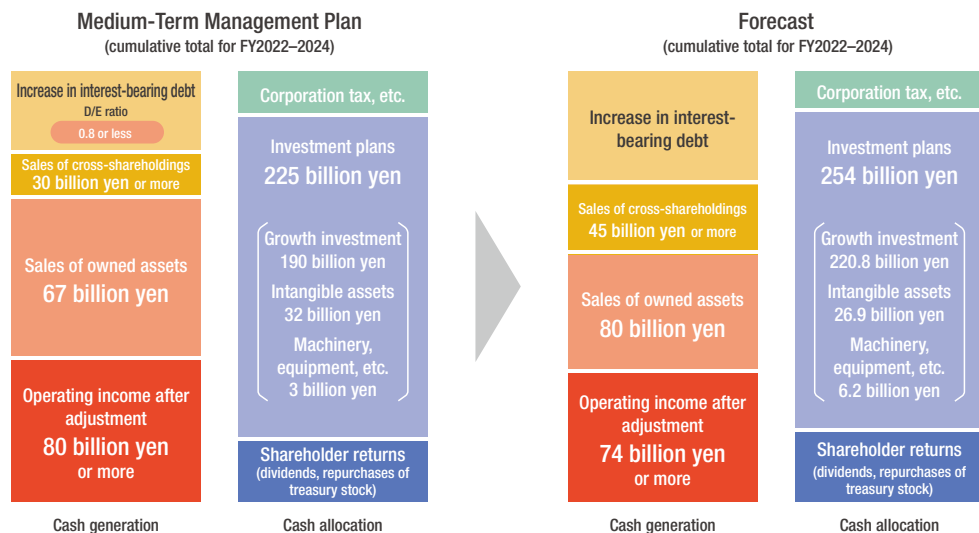 Medium-Term Management Plan
(cumulative total for FY2022–2024)
Increase in interest-bearing debt
D/E ratio
0.8 or less
Sales of cross-shareholdings
30 billion yen or more
Sales of owned assets
67 billion yen
Operating income after
adjustment
80 billion yen
or more
Cash generation
Corporation tax, etc.
Investment plans
225 billion yen
Growth investment
190 billion yen
Intangible assets
32 billion yen
Machinery,
equipment, etc.
3 billion yen
Shareholder returns
(dividends, repurchases of
treasury stock)
Cash allocation
Forecast
(cumulative total for FY2022–2024)
Increase in interest-
bearing debt
Sales of cross-shareholdings
45 billion yen or more
Sales of owned assets
80 billion yen
Operating income after
adjustment
74 billion yen
or more
Cash generation
Corporation tax, etc.
Investment plans
254 billion yen
Growth investment
220.8 billion yen
Intangible assets
26.9 billion yen
Machinery,
equipment, etc.
6.2 billion yen
Shareholder returns
(dividends, repurchases of
treasury stock)
Cash allocation